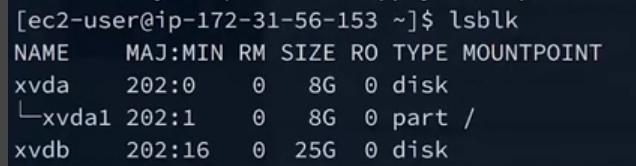 [ec2-user@ip-172-31-56-153 ~]$ lsblk
NAME    MAJ:MIN RM SIZE RO TYPE MOUNTPOINT
xvda    202:0    0   8G  0 disk
└─xvda1 202:1    0   8G  0 part /
xvdb    202:16   0  25G  0 disk